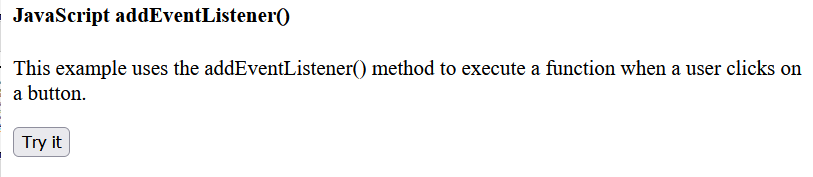 JavaScript addEventListener()
This example uses the addEventListener() method to execute a function when a user clicks on
a button.
Try it